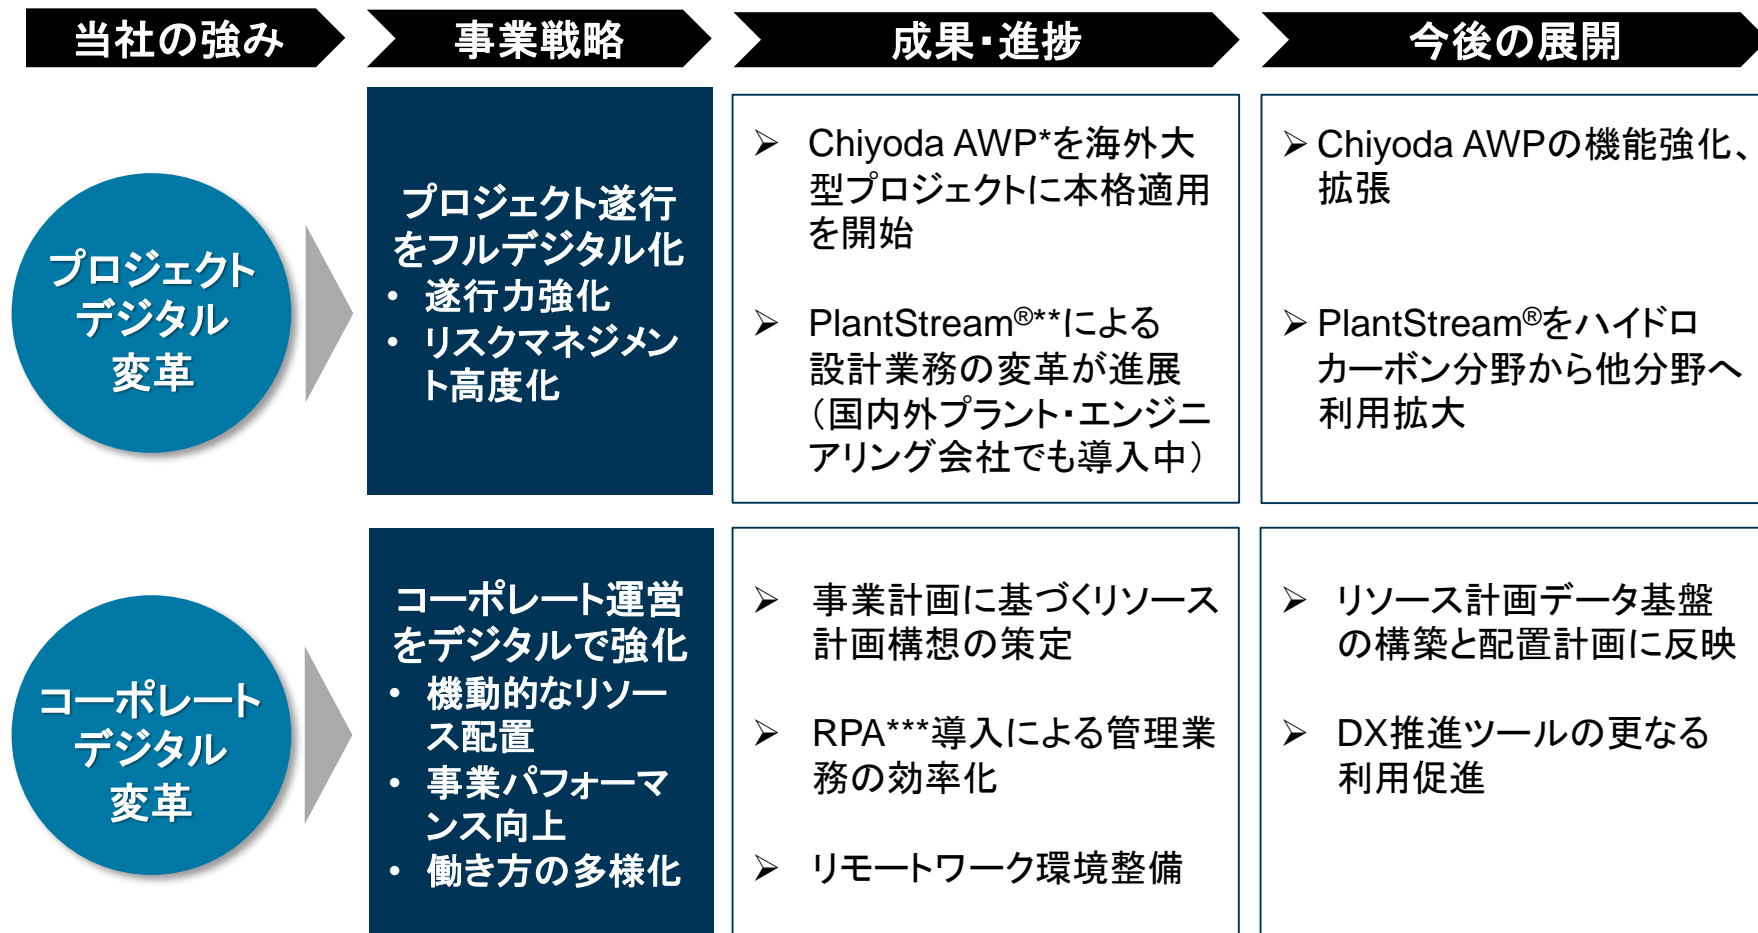 当社の強み
事業戦略
成果・進捗
今後の展開
プロジェクト
デジタル
変革
プロジェクト遂行
をフルデジタル化
• 遂行力強化
• リスクマネジメン
ト高度化
➢ Chiyoda AWP*を海外大
型プロジェクトに本格適用
を開始
➢ PlantStream®**による
設計業務の変革が進展
（国内外プラント・エンジニ
アリング会社でも導入中）
➢ Chiyoda AWPの機能強化、
拡張
➢ PlantStream®をハイドロ
カーボン分野から他分野へ
利用拡大
コーポレート
デジタル
変革
コーポレート運営
をデジタルで強化
• 機動的なリソー
ス配置
• 事業パフォーマ
ンス向上
• 働き方の多様化
➢ 事業計画に基づくリソース
計画構想の策定
➢ RPA***導入による管理業
務の効率化
➢ リモートワーク環境整備
➢ リソース計画データ基盤
の構築と配置計画に反映
➢ DX推進ツールの更なる
利用促進